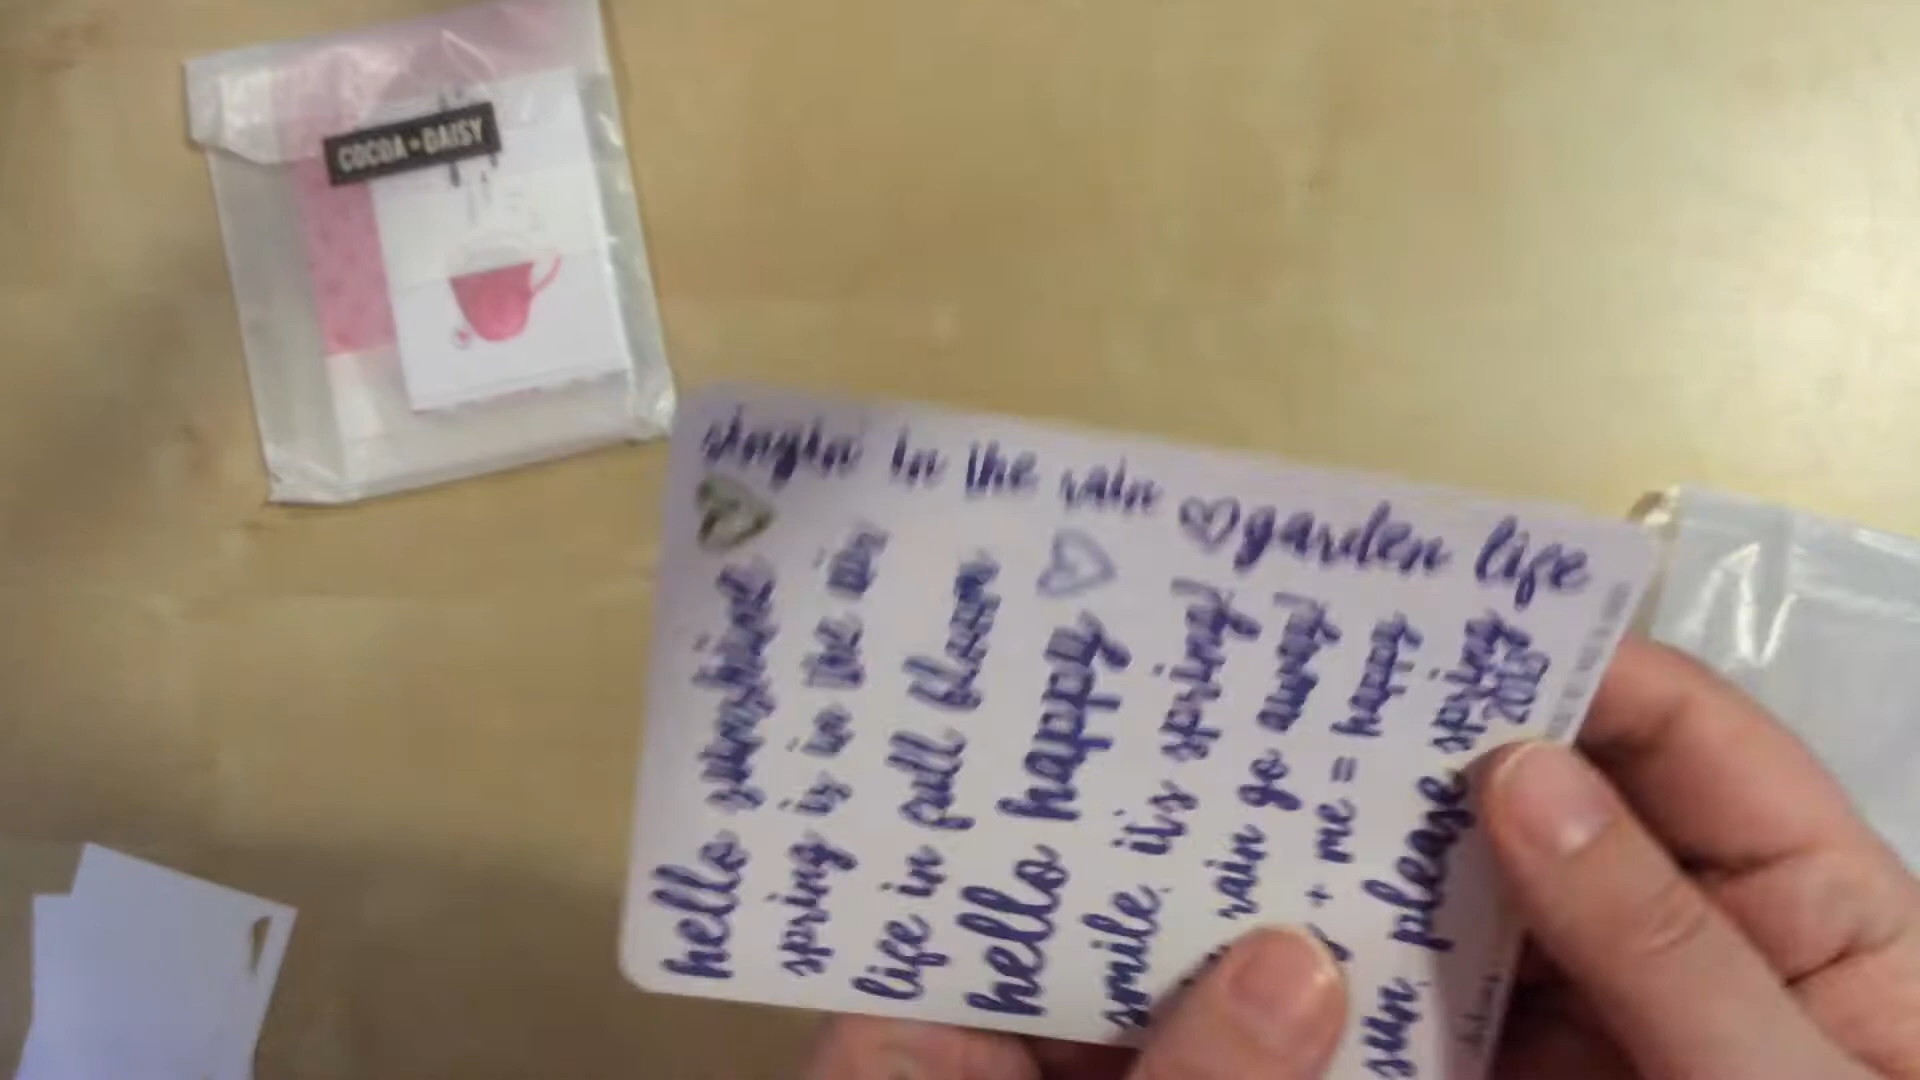 COCOA + DAISY
singin' in the rain
garden life
hello sunshine
spring is in the air
life in full bloom
hello happy
smile, it's spring!
rain go away!
+ me = happy
sun, please
spring